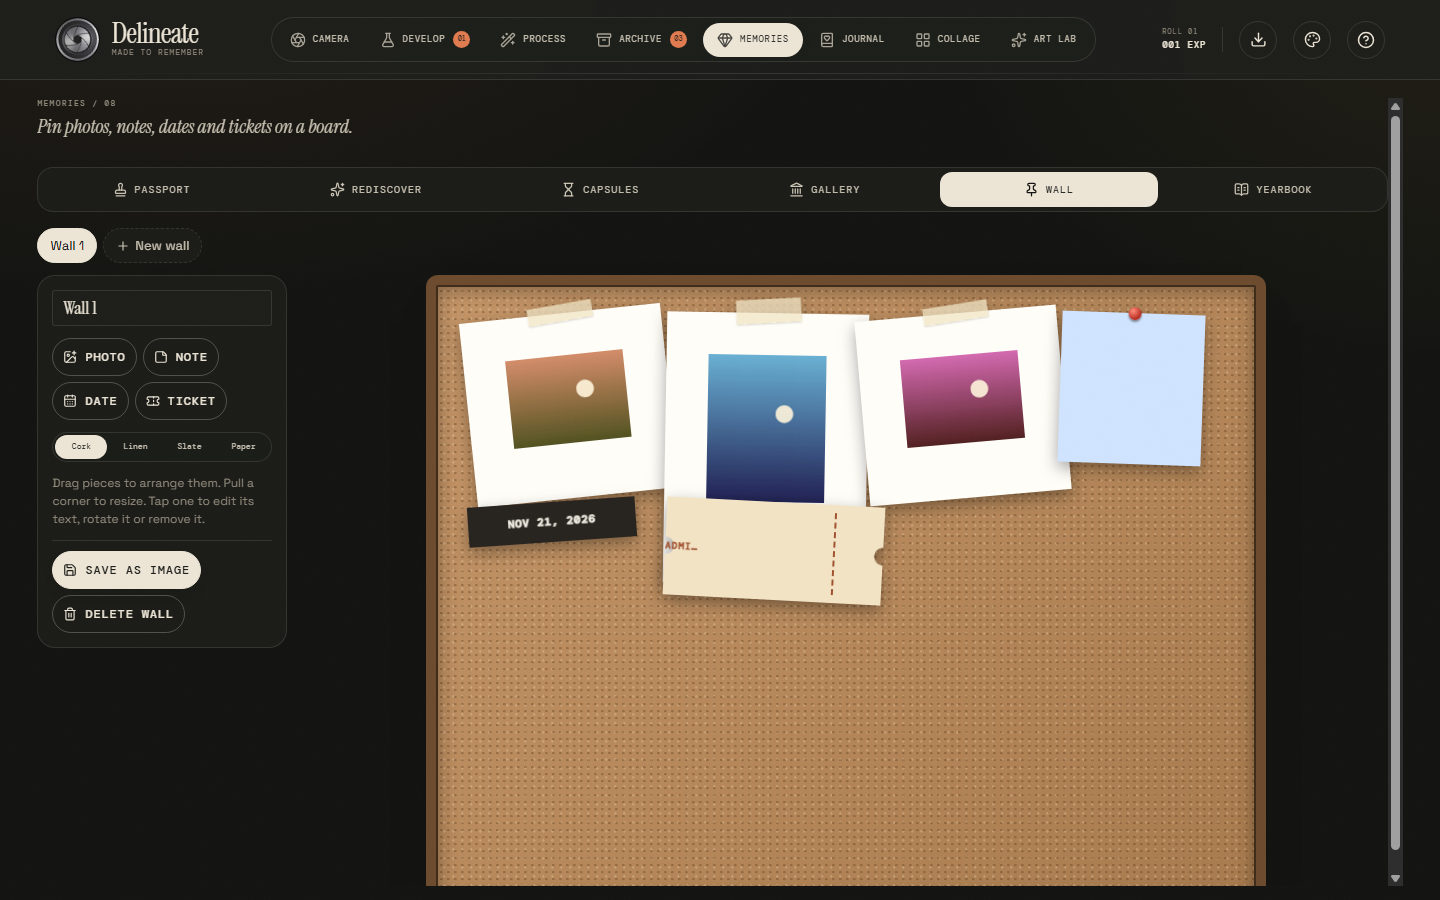 Delineate
MADE TO REMEMBER
CAMERA
DEVELOP 01
PROCESS
ARCHIVE 03
MEMORIES
JOURNAL
COLLAGE
ART LAB
ROLL 01
001 EXP
MEMORIES / 08
Pin photos, notes, dates and tickets on a board.
PASSPORT
REDISCOVER
CAPSULES
GALLERY
WALL
YEARBOOK
Wall 1
New wall
Wall 1
PHOTO
NOTE
DATE
TICKET
Cork
Linen
Slate
Paper
Drag pieces to arrange them. Pull a
corner to resize. Tap one to edit its
text, rotate it or remove it.
SAVE AS IMAGE
DELETE WALL
NOV 21, 2026
ADMI…